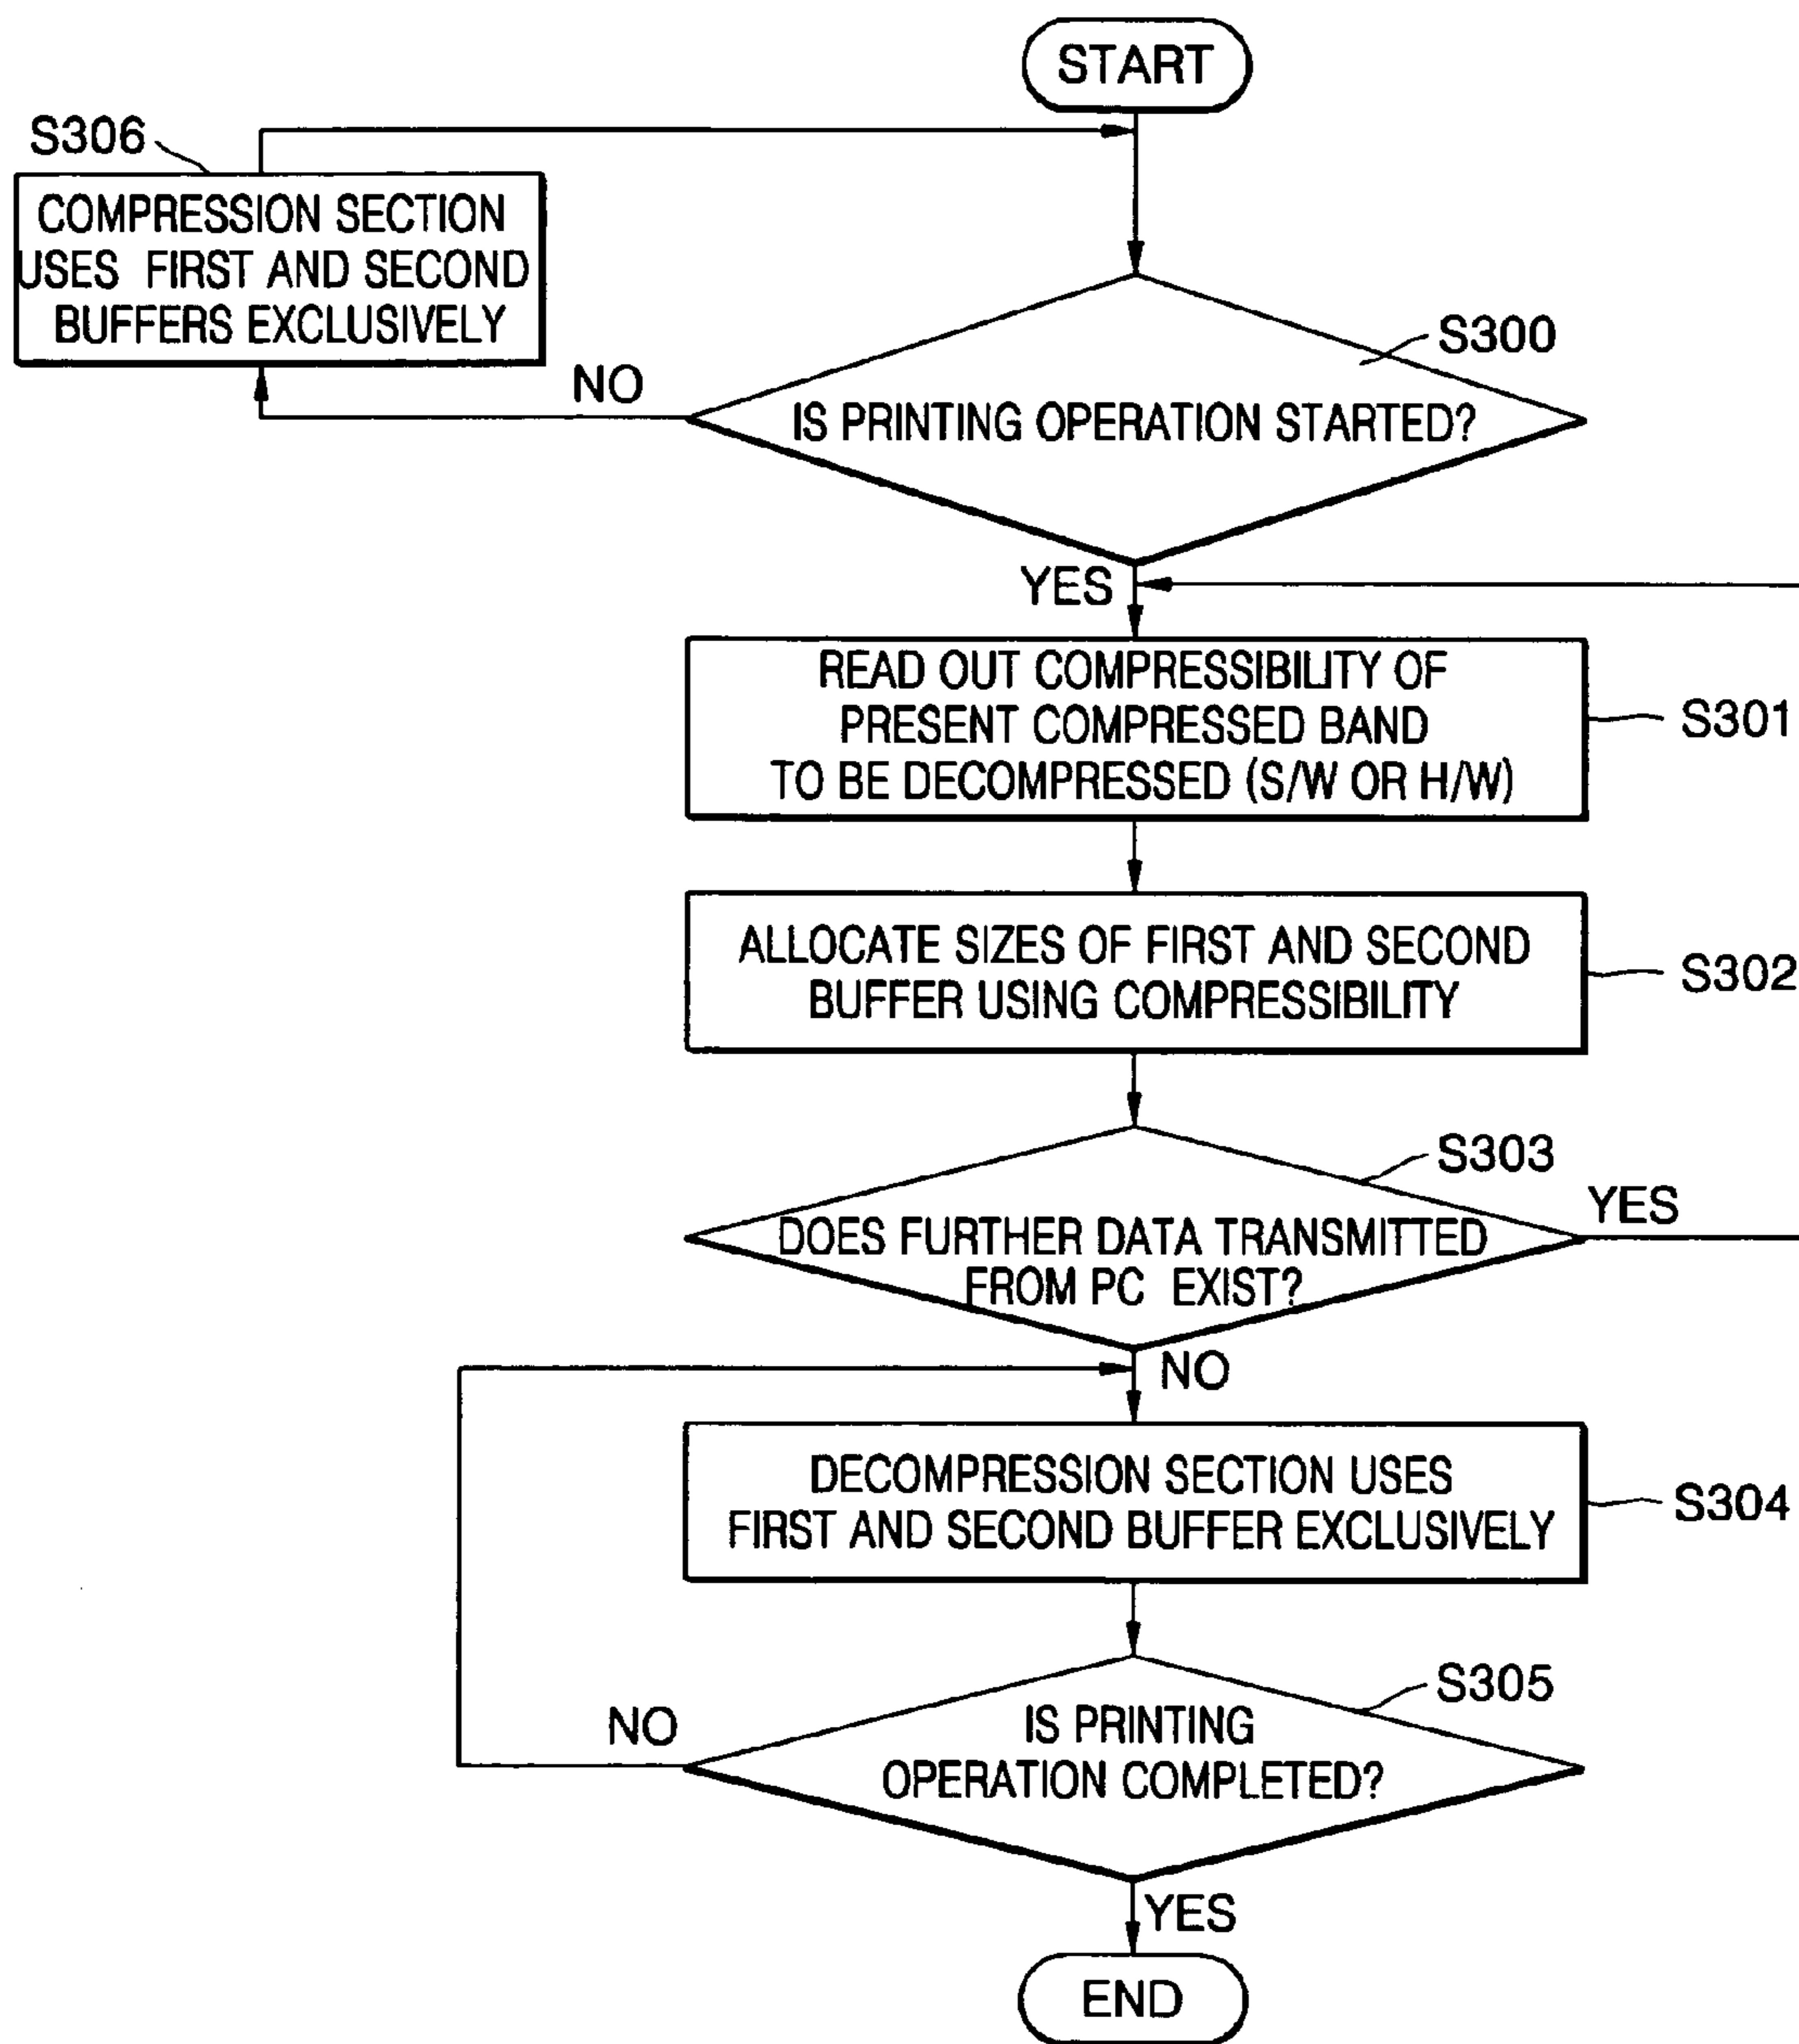 START
S306
COMPRESSION SECTION
USES FIRST AND SECOND
BUFFERS EXCLUSIVELY
S300
NO
IS PRINTING OPERATION STARTED?
YES
READ OUT COMPRESSIBILITY OF
PRESENT COMPRESSED BAND
TO BE DECOMPRESSED (S/W OR H/W)
S301
ALLOCATE SIZES OF FIRST AND SECOND
BUFFER USING COMPRESSIBILITY
S302
S303
YES
DOES FURTHER DATA TRANSMITTED
FROM PC EXIST?
NO
DECOMPRESSION SECTION USES
FIRST AND SECOND BUFFER EXCLUSIVELY
S304
S305
NO
IS PRINTING
OPERATION COMPLETED?
YES
END